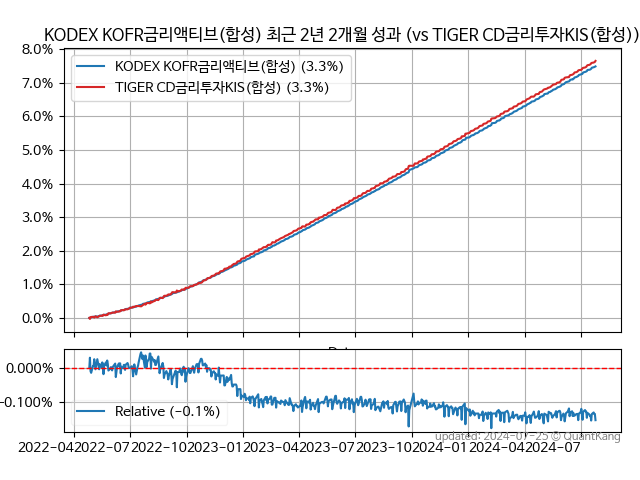 KODEX KOFR금리액티브(합성) 최근 2년 2개월 성과 (vs TIGER CD금리투자KIS(합성))
8.0%
KODEX KOFR금리액티브(합성) (3.3%)
7.0%
TIGER CD금리투자KIS(합성) (3.3%)
6.0%
5.0%
4.0%
3.0%
2.0%
1.0%
0.0%
0.000%
-0.100%
Relative (-0.1%)
updated: 2024-07-25 © QuantKang
2022-04 2022-07 2022-10 2023-01 2023-04 2023-07 2023-10 2024-01 2024-04 2024-07